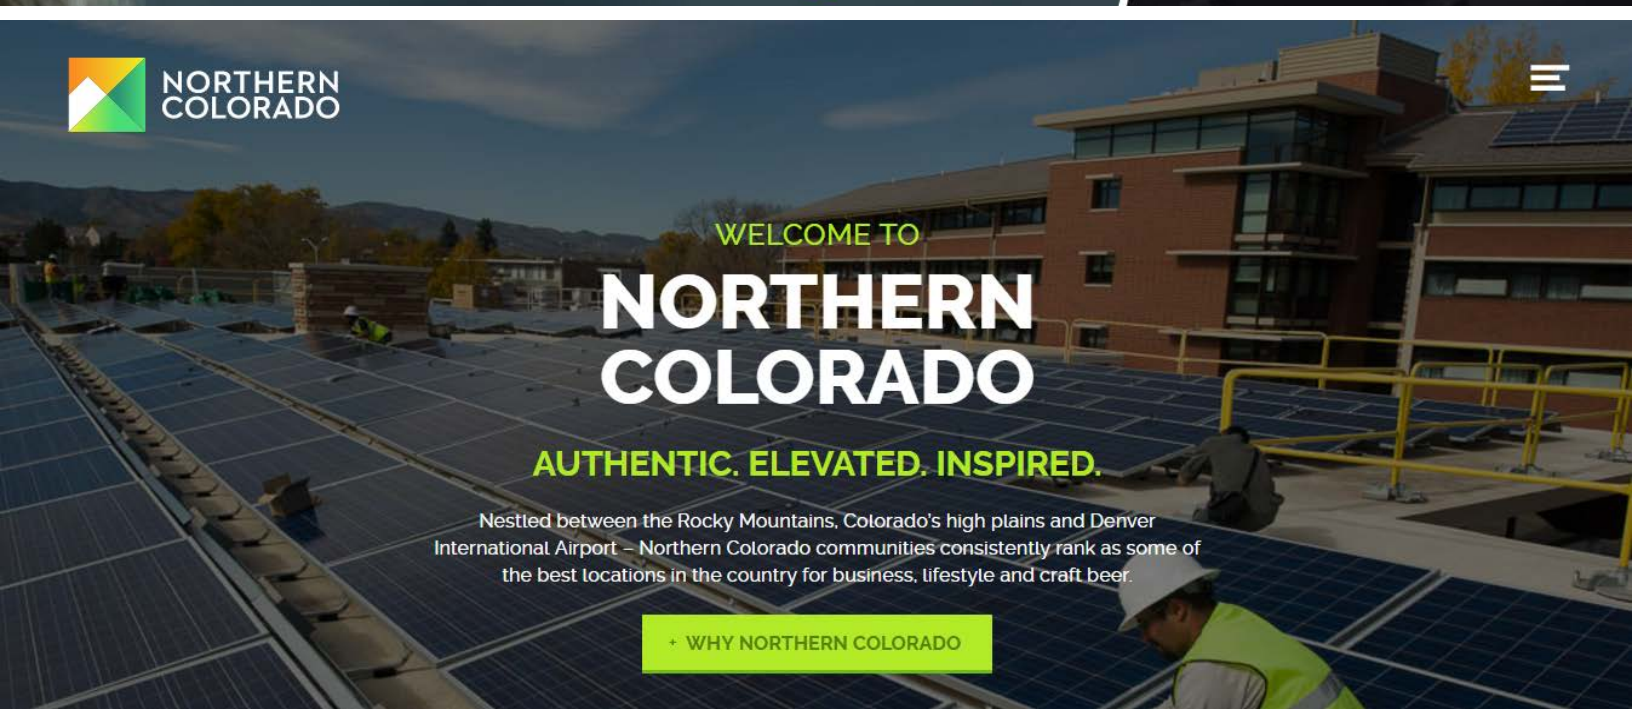 NORTHERN
COLORADO
WELCOME TO
NORTHERN
COLORADO
AUTHENTIC. ELEVATED. INSPIRED.
Nestled between the Rocky Mountains, Colorado's high plains and Denver
International Airport – Northern Colorado communities consistently rank as some of
the best locations in the country for business, lifestyle and craft beer.
+ WHY NORTHERN COLORADO